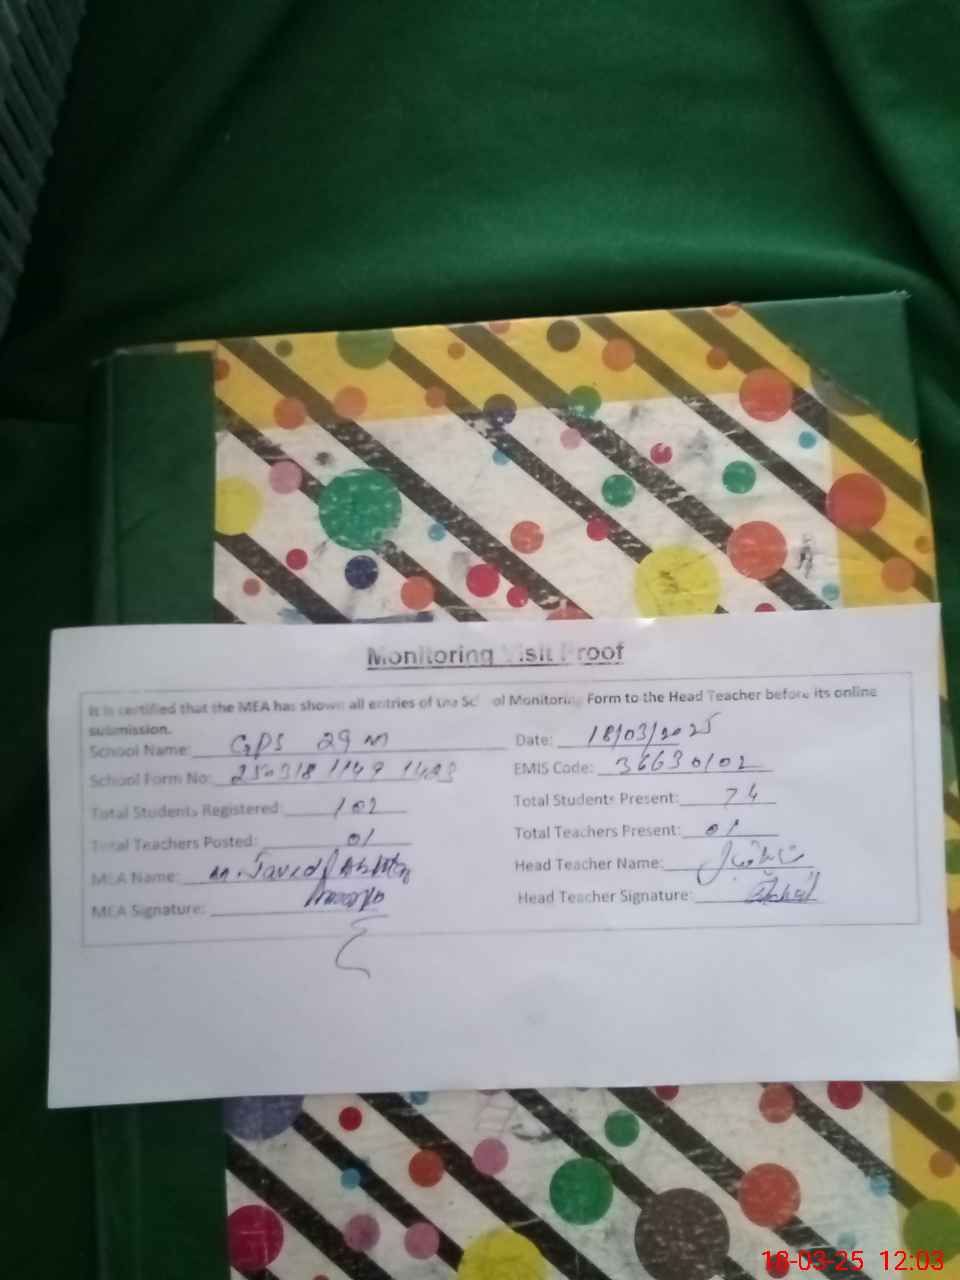 Monitoring Visit Proof
It is certified that the MEA has shown all entries of the School Monitoring Form to the Head Teacher before its online
submission.
School Name: GPS 29 M Date: 18/03/2025
School Form No: EMIS Code: 36630102
Total Students Registered: 102 Total Students Present: 74
Total Teachers Posted: 01 Total Teachers Present: 01
MEA Name: M. Javed Head Teacher Name:
MEA Signature: Head Teacher Signature:
18-03-25 12:03